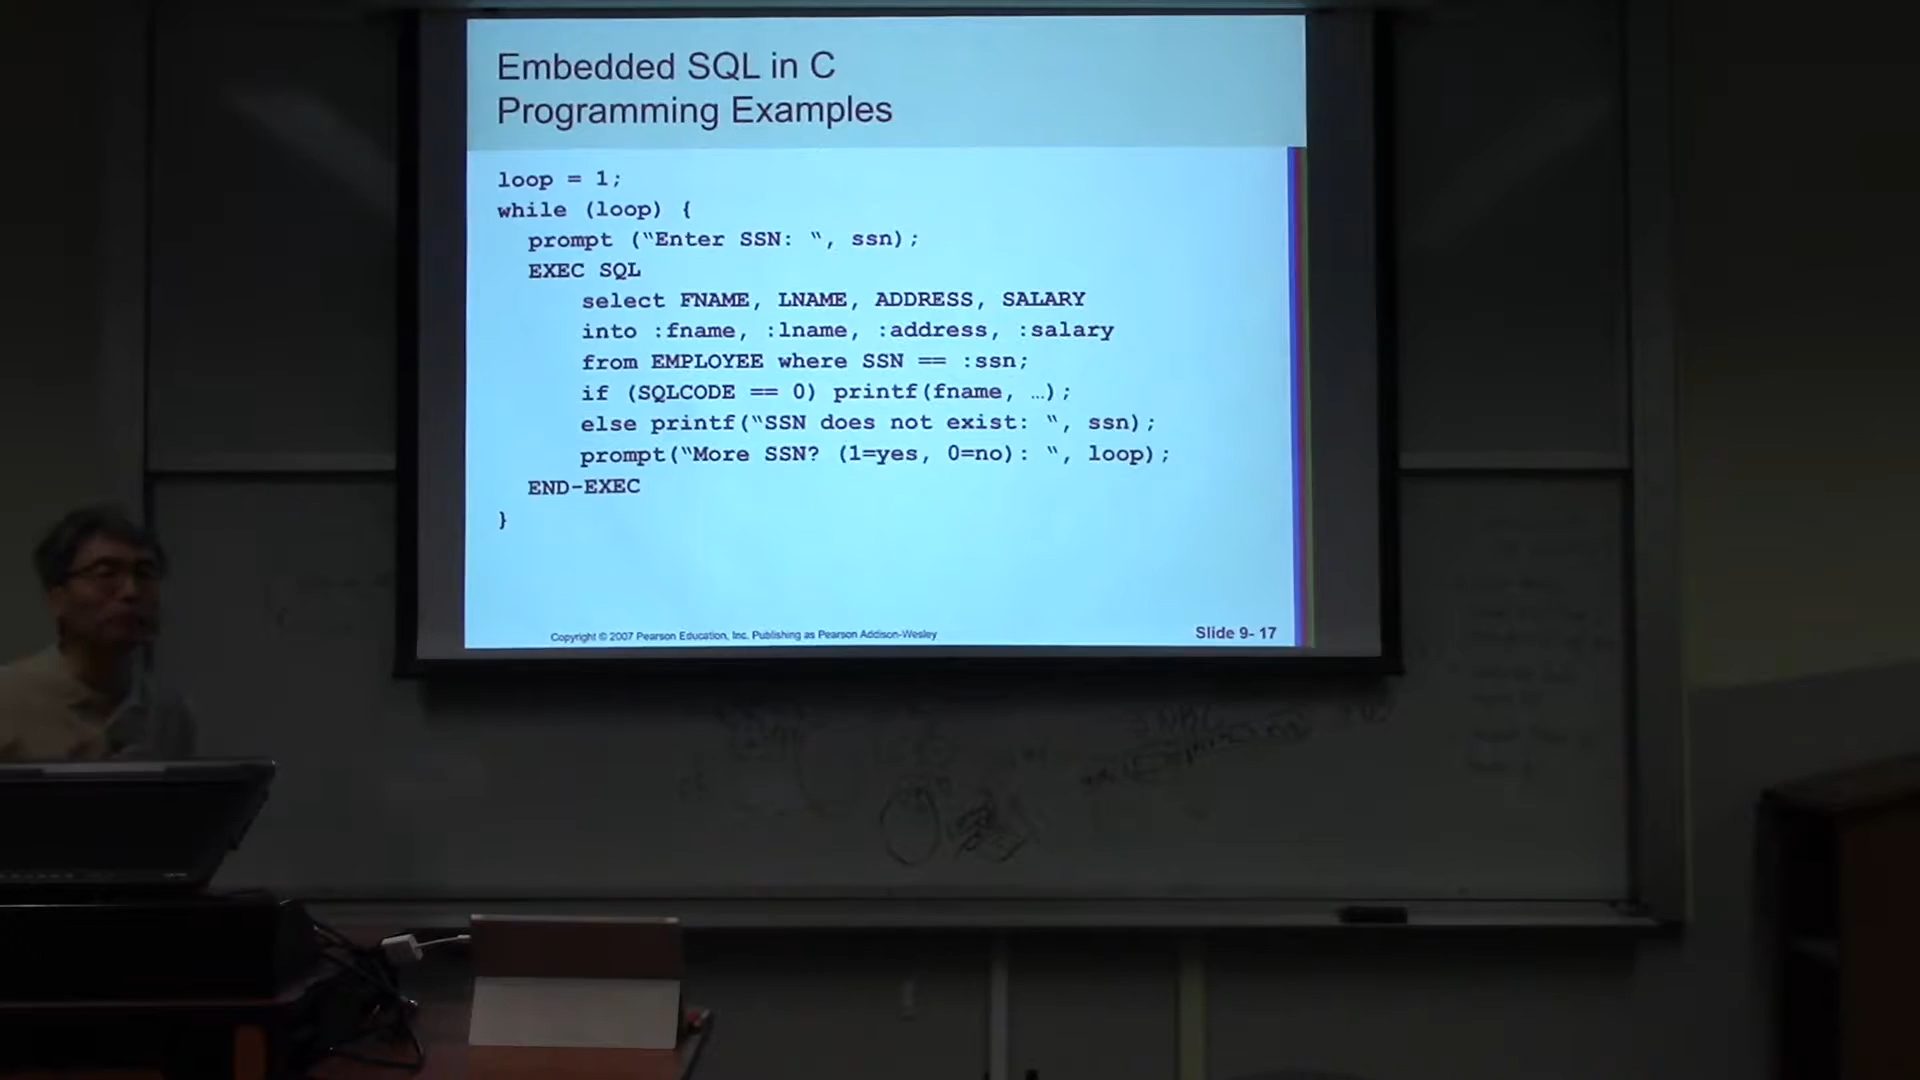 Embedded SQL in C
Programming Examples
loop = 1;
while (loop) {
prompt (“Enter SSN: “, ssn);
EXEC SQL
select FNAME, LNAME, ADDRESS, SALARY
into :fname, :lname, :address, :salary
from EMPLOYEE where SSN == :ssn;
if (SQLCODE == 0) printf(fname, …);
else printf(“SSN does not exist: “, ssn);
prompt(“More SSN? (1=yes, 0=no): “, loop);
END-EXEC
}
Copyright © 2007 Pearson Education, Inc. Publishing as Pearson Addison-Wesley
Slide 9- 17